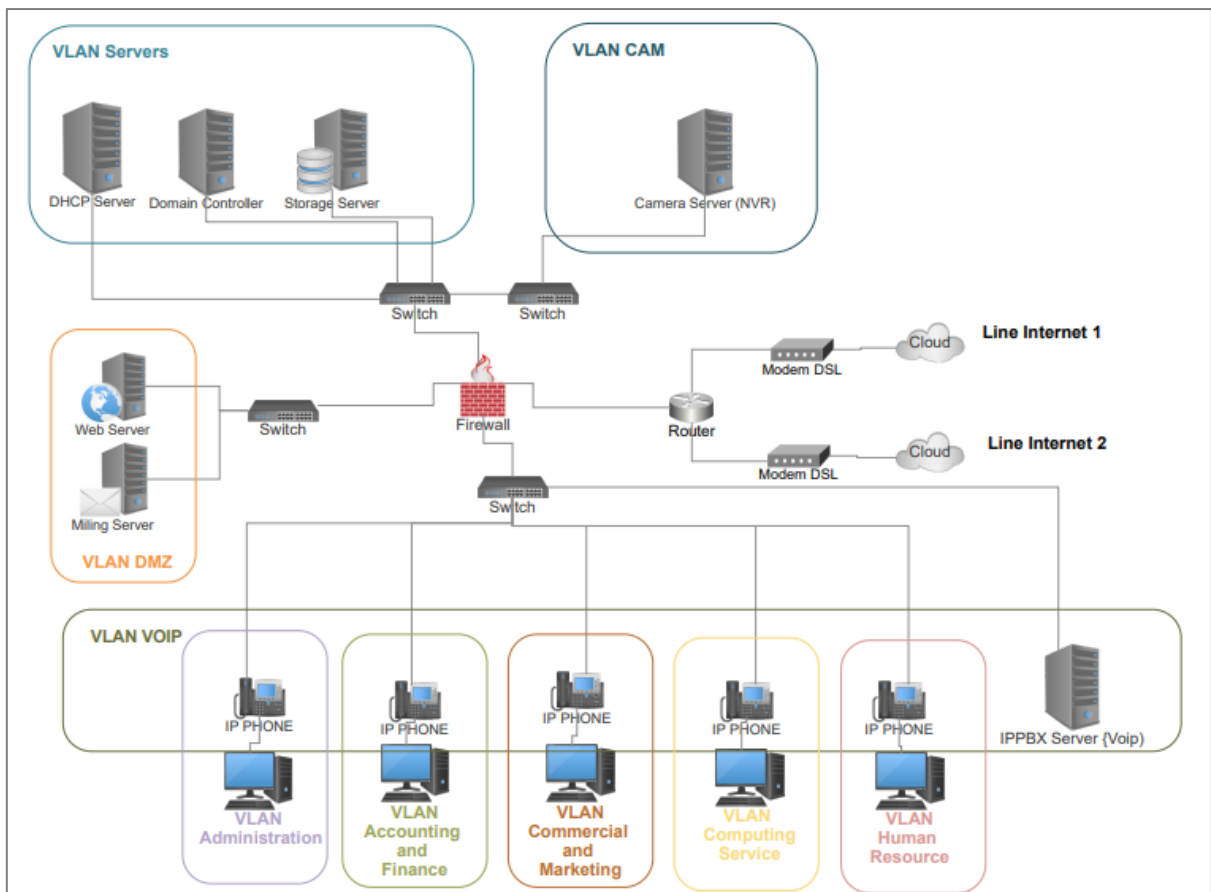 VLAN Servers
VLAN CAM
DHCP Server
Domain Controller
Storage Server
Camera Server (NVR)
Switch
Switch
Line Internet 1
Cloud
Modem DSL
Web Server
Switch
Firewall
Router
Line Internet 2
Cloud
Modem DSL
Switch
Miling Server
VLAN DMZ
VLAN VOIP
IP PHONE
IP PHONE
IP PHONE
IP PHONE
IP PHONE
IPPBX Server {Voip)
VLAN
Administration
VLAN
Accounting
and
Finance
VLAN
Commercial
and
Marketing
VLAN
Computing
Service
VLAN
Human
Resource